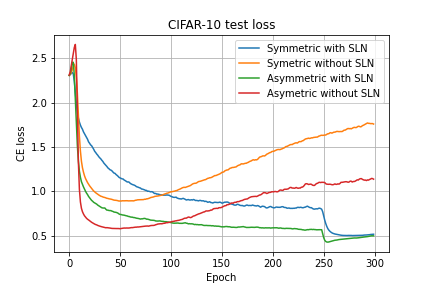 CIFAR-10 test loss
Symmetric with SLN
Symetric without SLN
Asymmetric with SLN
Asymetric without SLN
CE loss
2.5
2.0
1.5
1.0
0.5
0
50
100
150
200
250
300
Epoch